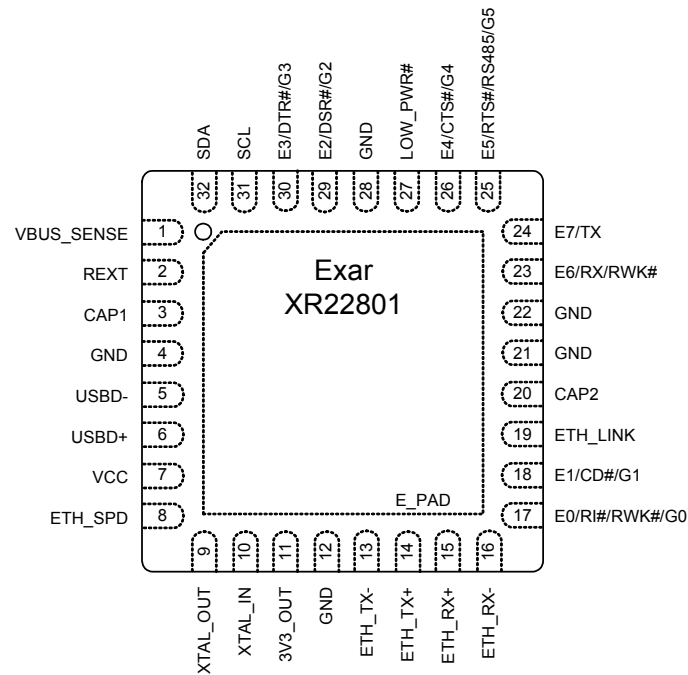 SDA
SCL
E3/DTR#/G3
E2/DSR#/G2
GND
LOW_PWR#
E4/CTS#/G4
E5/RTS#/RS485/G5
32
31
30
29
28
27
26
25
VBUS_SENSE 1
REXT 2
CAP1 3
GND 4
USBD- 5
USBD+ 6
VCC 7
ETH_SPD 8
Exar
XR22801
E_PAD
24 E7/TX
23 E6/RX/RWK#
22 GND
21 GND
20 CAP2
19 ETH_LINK
18 E1/CD#/G1
17 E0/RI#/RWK#/G0
9
10
11
12
13
14
15
16
XTAL_OUT
XTAL_IN
3V3_OUT
GND
ETH_TX-
ETH_TX+
ETH_RX+
ETH_RX-